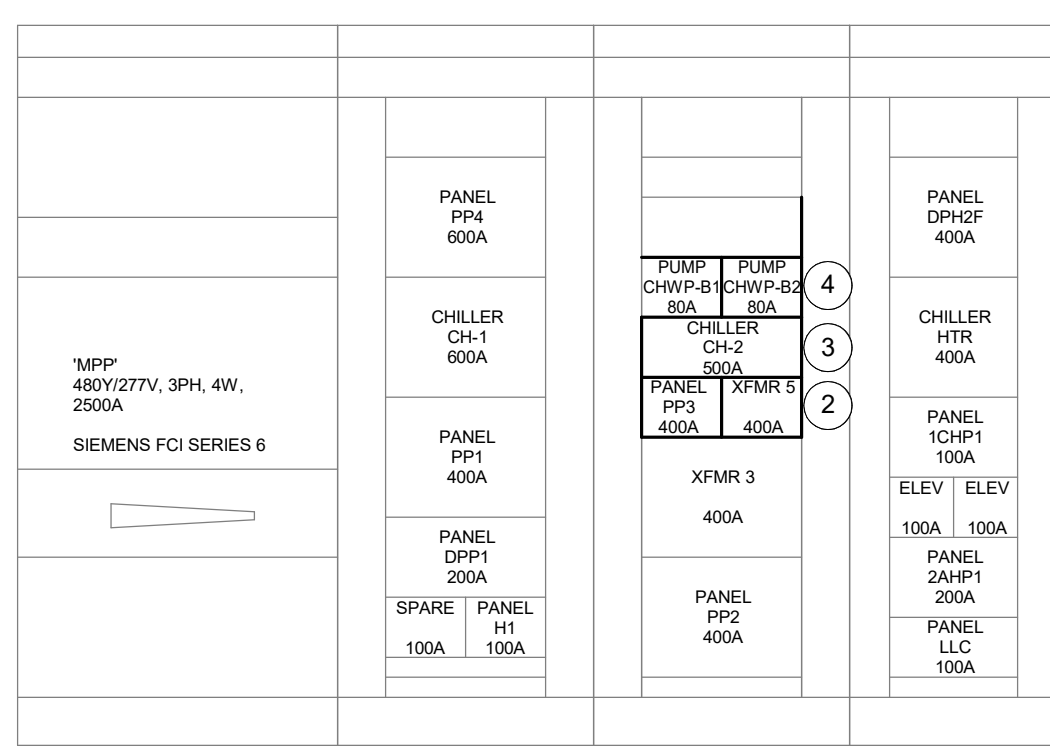 'MPP'
480Y/277V, 3PH, 4W,
2500A
SIEMENS FCI SERIES 6
PANEL
PP4
600A
CHILLER
CH-1
600A
PANEL
PP1
400A
PANEL
DPP1
200A
SPARE
100A
PANEL
H1
100A
PUMP
CHWP-B1
80A
PUMP
CHWP-B2
80A
4
CHILLER
CH-2
500A
3
PANEL
PP3
400A
XFMR 5
400A
2
XFMR 3
400A
PANEL
PP2
400A
PANEL
DPH2F
400A
CHILLER
HTR
400A
PANEL
1CHP1
100A
ELEV
100A
ELEV
100A
PANEL
2AHP1
200A
PANEL
LLC
100A